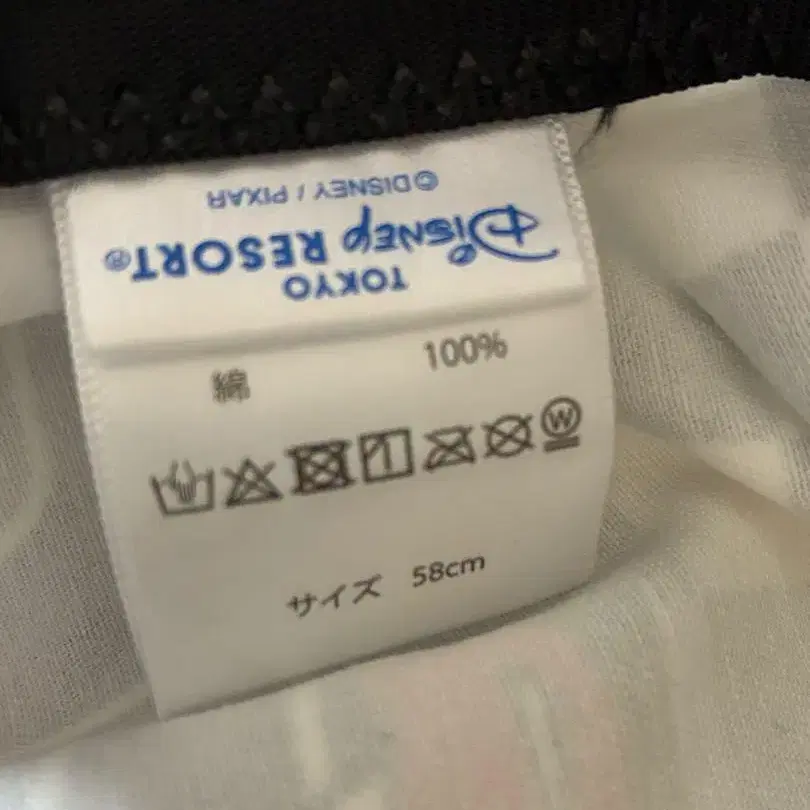 TOKYO
DISNEY RESORT®
©DISNEY / PIXAR
綿 100%
W
サイズ 58cm